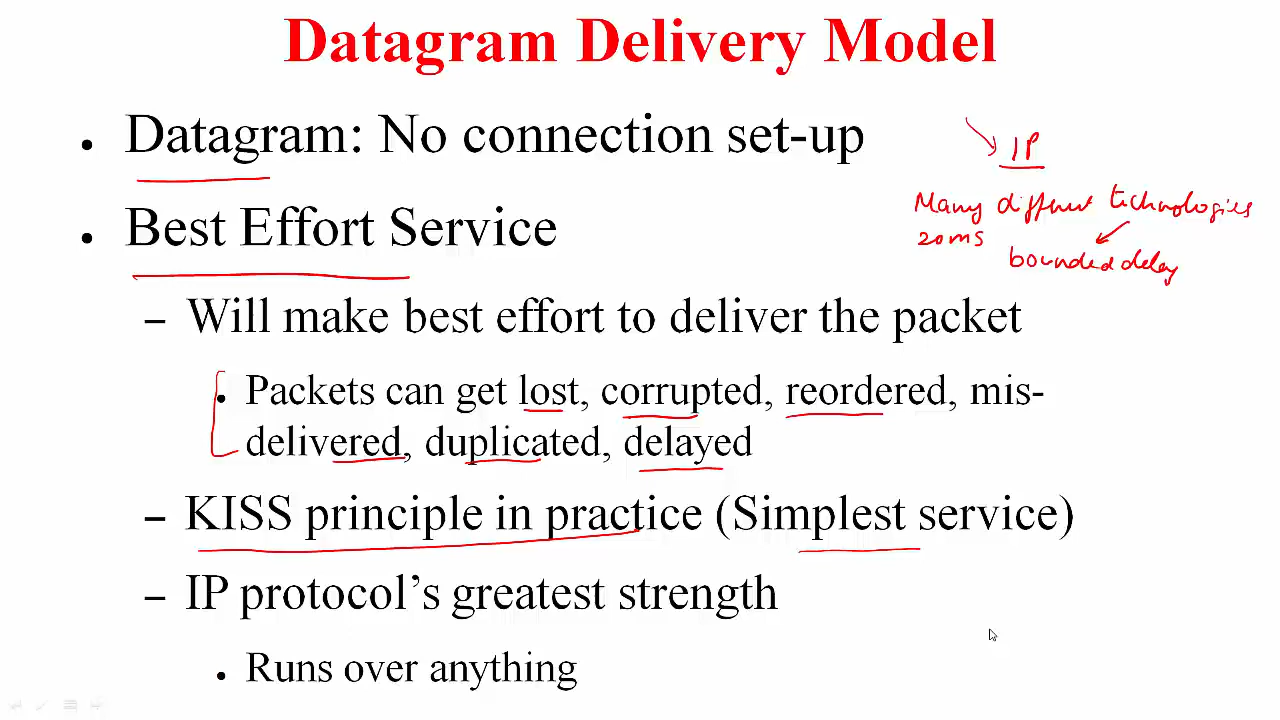 Datagram Delivery Model
• Datagram: No connection set-up
IP
• Best Effort Service
Many different technologies
20ms
bounded delay
– Will make best effort to deliver the packet
• Packets can get lost, corrupted, reordered, mis-
delivered, duplicated, delayed
– KISS principle in practice (Simplest service)
– IP protocol’s greatest strength
• Runs over anything